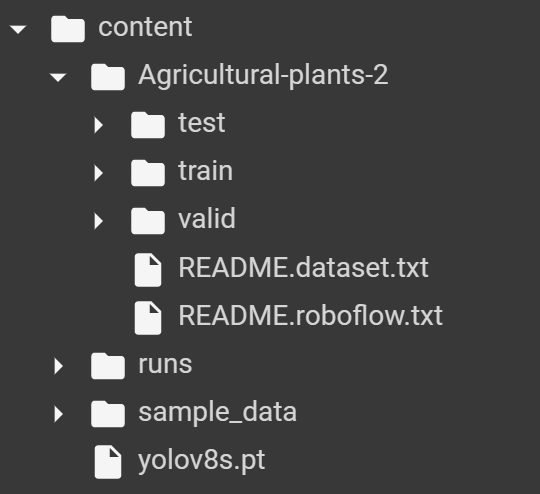 content
Agricultural-plants-2
test
train
valid
README.dataset.txt
README.roboflow.txt
runs
sample_data
yolov8s.pt